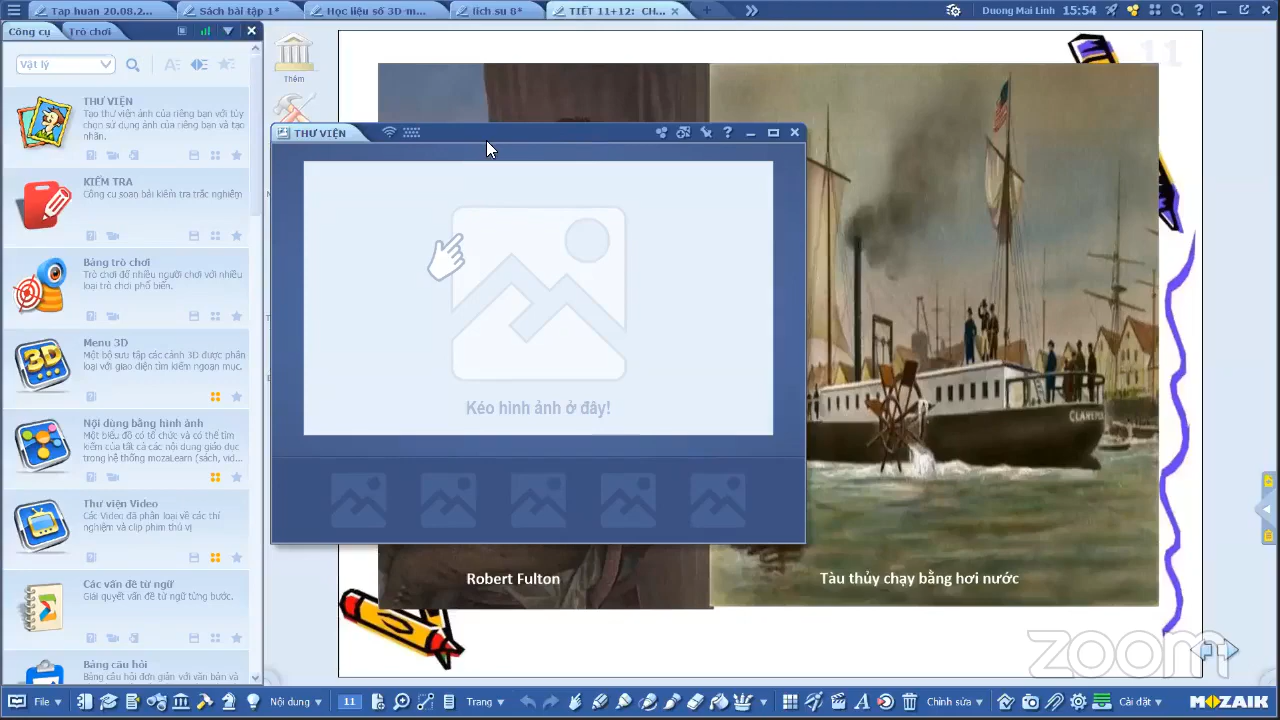 Tap huan 20.08.2...
Sách bài tập 1*
Học liệu số 3D-m...
lich su 8*
TIẾT 11+12: CH...
Duong Mai Linh
15:54
Công cụ
Trò chơi
Vật lý
THƯ VIỆN
Tạo thư viện ảnh của riêng bạn với tùy
chọn sử dụng ảnh của riêng bạn và tạo
nhãn.
KIỂM TRA
Công cụ soạn bài kiểm tra trắc nghiệm
Bảng trò chơi
Trò chơi để nhiều người chơi với nhiều
loại trò chơi phổ biến.
Menu 3D
Một bộ sưu tập các cảnh 3D được phân
loại với giao diện tìm kiếm ngoạn mục.
Nội dùng bằng hình ảnh
Một biểu đồ có tổ chức và có thể tìm
kiếm của tất cả các nội dung giáo dục
trong hệ thống mozaLearn (sách, vid...
Thư viện Video
Các Video đã phân loại về các thí
nghiệm và clip phim thú vị
Các vấn đề từ ngữ
Giải quyết vấn đề từ ngữ từng bước.
Bảng câu hỏi
Bảng câu hỏi đơn giản với văn bản và
Thêm
THƯ VIỆN
Kéo hình ảnh ở đây!
11
Robert Fulton
Tàu thủy chạy bằng hơi nước
zoom
File
Nội dung
11
Trang
Chỉnh sửa
Cài đặt
MOZAIK